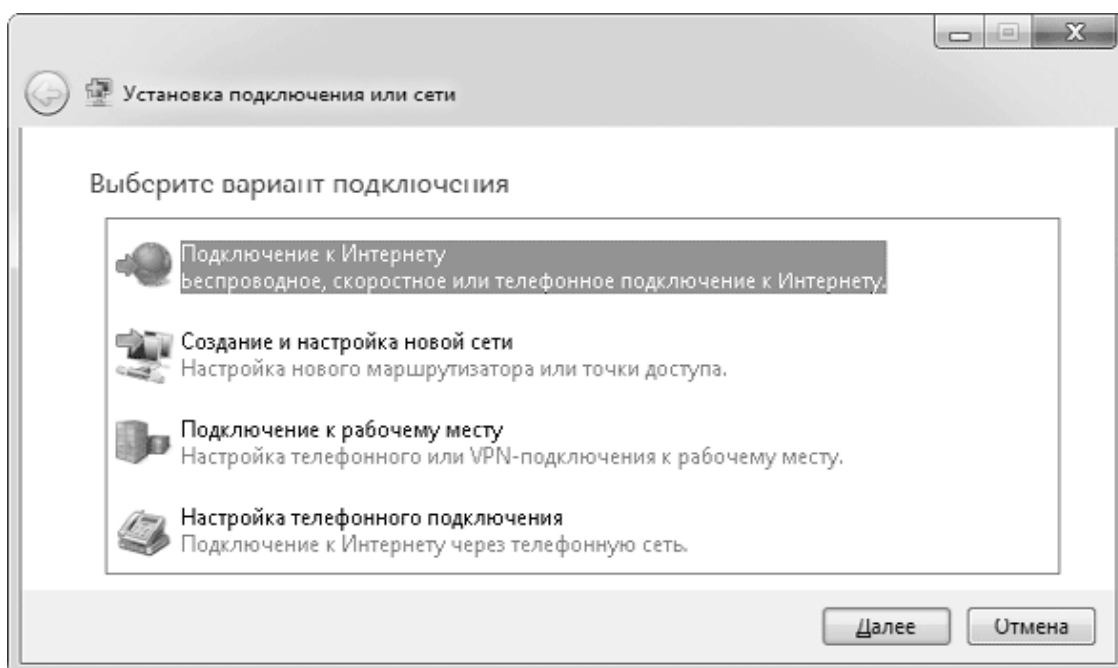 Установка подключения или сети
Выберите вариант подключения
Подключение к Интернету
Беспроводное, скоростное или телефонное подключение к Интернету.
Создание и настройка новой сети
Настройка нового маршрутизатора или точки доступа.
Подключение к рабочему месту
Настройка телефонного или VPN-подключения к рабочему месту.
Настройка телефонного подключения
Подключение к Интернету через телефонную сеть.
Далее
Отмена